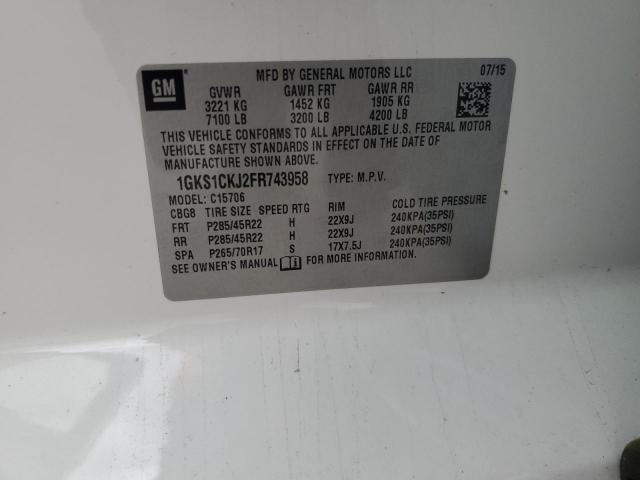 GM
MFD BY GENERAL MOTORS LLC 07/15
GVWR GAWR FRT GAWR RR
3221 KG 1452 KG 1905 KG
7100 LB 3200 LB 4200 LB
THIS VEHICLE CONFORMS TO ALL APPLICABLE U.S. FEDERAL MOTOR
VEHICLE SAFETY STANDARDS IN EFFECT ON THE DATE OF
MANUFACTURE SHOWN ABOVE.
1GKS1CKJ2FR743958 TYPE: M.P.V.
MODEL: C15706
CBG8 TIRE SIZE SPEED RTG RIM COLD TIRE PRESSURE
FRT P285/45R22 H 22X9J 240KPA(35PSI)
RR P285/45R22 H 22X9J 240KPA(35PSI)
SPA P265/70R17 S 17X7.5J 240KPA(35PSI)
SEE OWNER'S MANUAL FOR MORE INFORMATION.